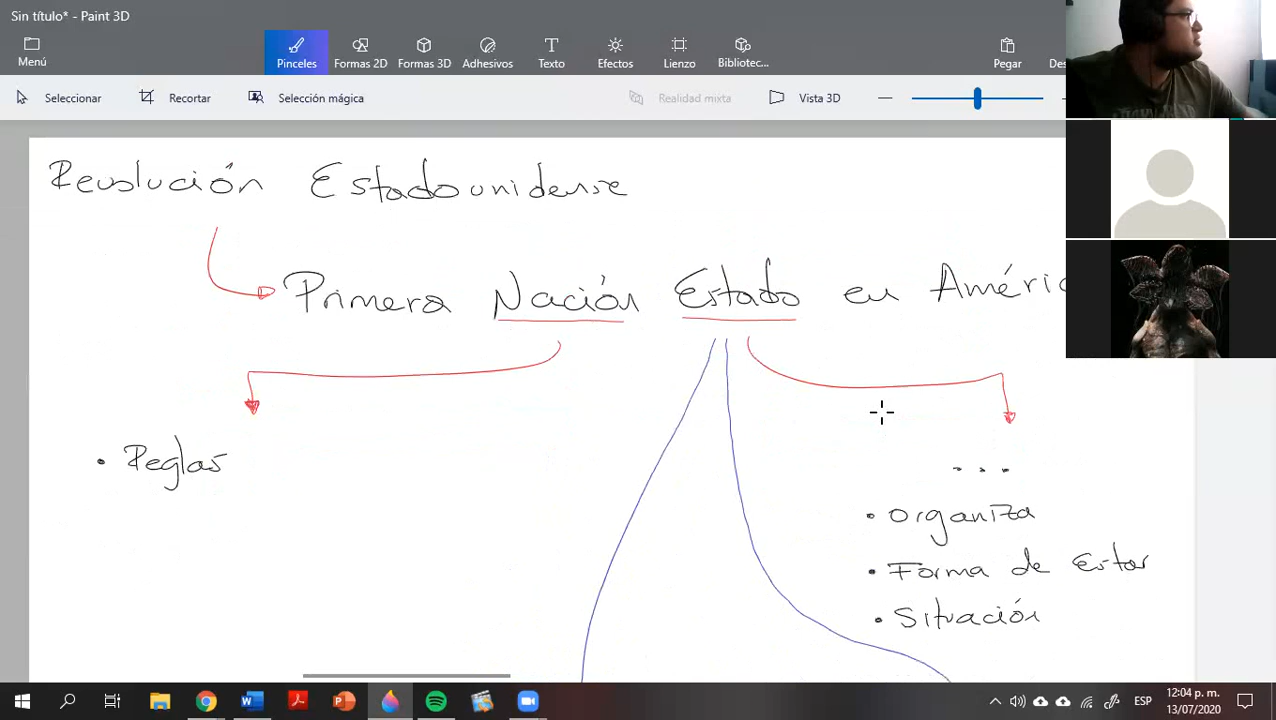 Sin título* - Paint 3D
Menú
Pinceles
Formas 2D
Formas 3D
Adhesivos
Texto
Efectos
Lienzo
Bibliotec...
Pegar
Des
Seleccionar
Recortar
Selección mágica
Realidad mixta
Vista 3D
Revolución Estadounidense
Primera Nación Estado en Améric
• Reglas
...
• Organiza
• Forma de Estar
• Situación
ESP
12:04 p. m.
13/07/2020